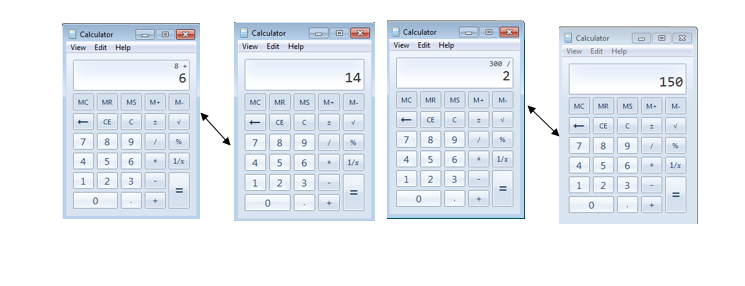 Calculator
View Edit Help
8 +
6
MC MR MS M+ M-
← CE C ± √
7 8 9 / %
4 5 6 * 1/x
1 2 3 - =
0 . +
Calculator
View Edit Help
14
MC MR MS M+ M-
← CE C ± √
7 8 9 / %
4 5 6 * 1/x
1 2 3 - =
0 . +
Calculator
View Edit Help
300 /
2
MC MR MS M+ M-
← CE C ± √
7 8 9 / %
4 5 6 * 1/x
1 2 3 - =
0 . +
Calculator
View Edit Help
150
MC MR MS M+ M-
← CE C ± √
7 8 9 / %
4 5 6 * 1/x
1 2 3 - =
0 . +